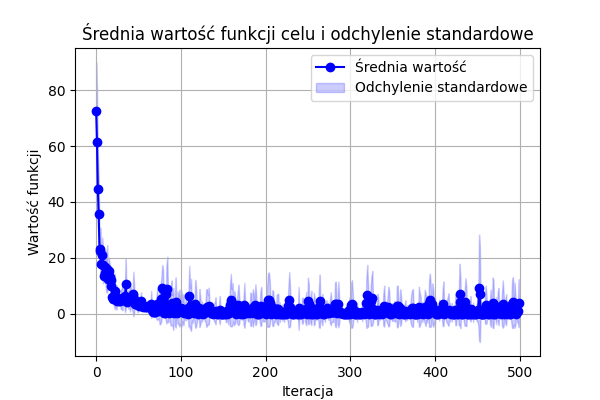 Średnia wartość funkcji celu i odchylenie standardowe
Średnia wartość
Odchylenie standardowe
Wartość funkcji
80
60
40
20
0
0 100 200 300 400 500
Iteracja